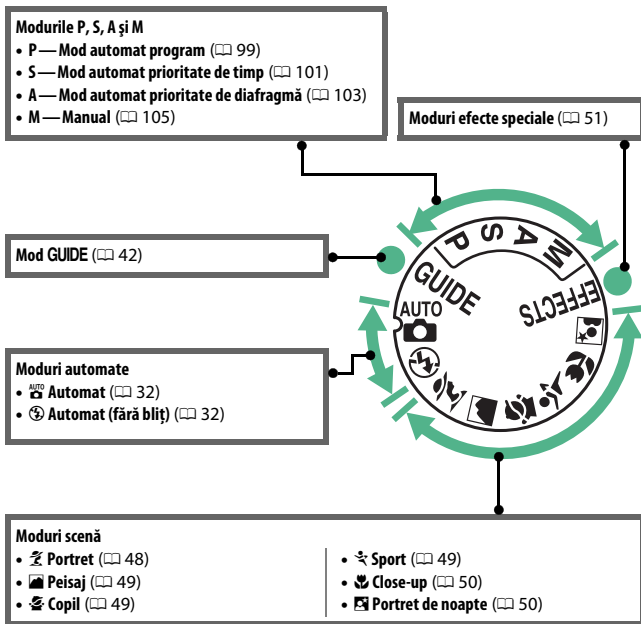 Modurile P, S, A și M
• P — Mod automat program (📖 99)
• S — Mod automat prioritate de timp (📖 101)
• A — Mod automat prioritate de diafragmă (📖 103)
• M — Manual (📖 105)
Moduri efecte speciale (📖 51)
Mod GUIDE (📖 42)
P S A M
GUIDE
EFFECTS
AUTO
Moduri automate
• AUTO Automat (📖 32)
• Automat (fără bliț) (📖 32)
Moduri scenă
• Portret (📖 48)
• Peisaj (📖 49)
• Copil (📖 49)
• Sport (📖 49)
• Close-up (📖 50)
• Portret de noapte (📖 50)